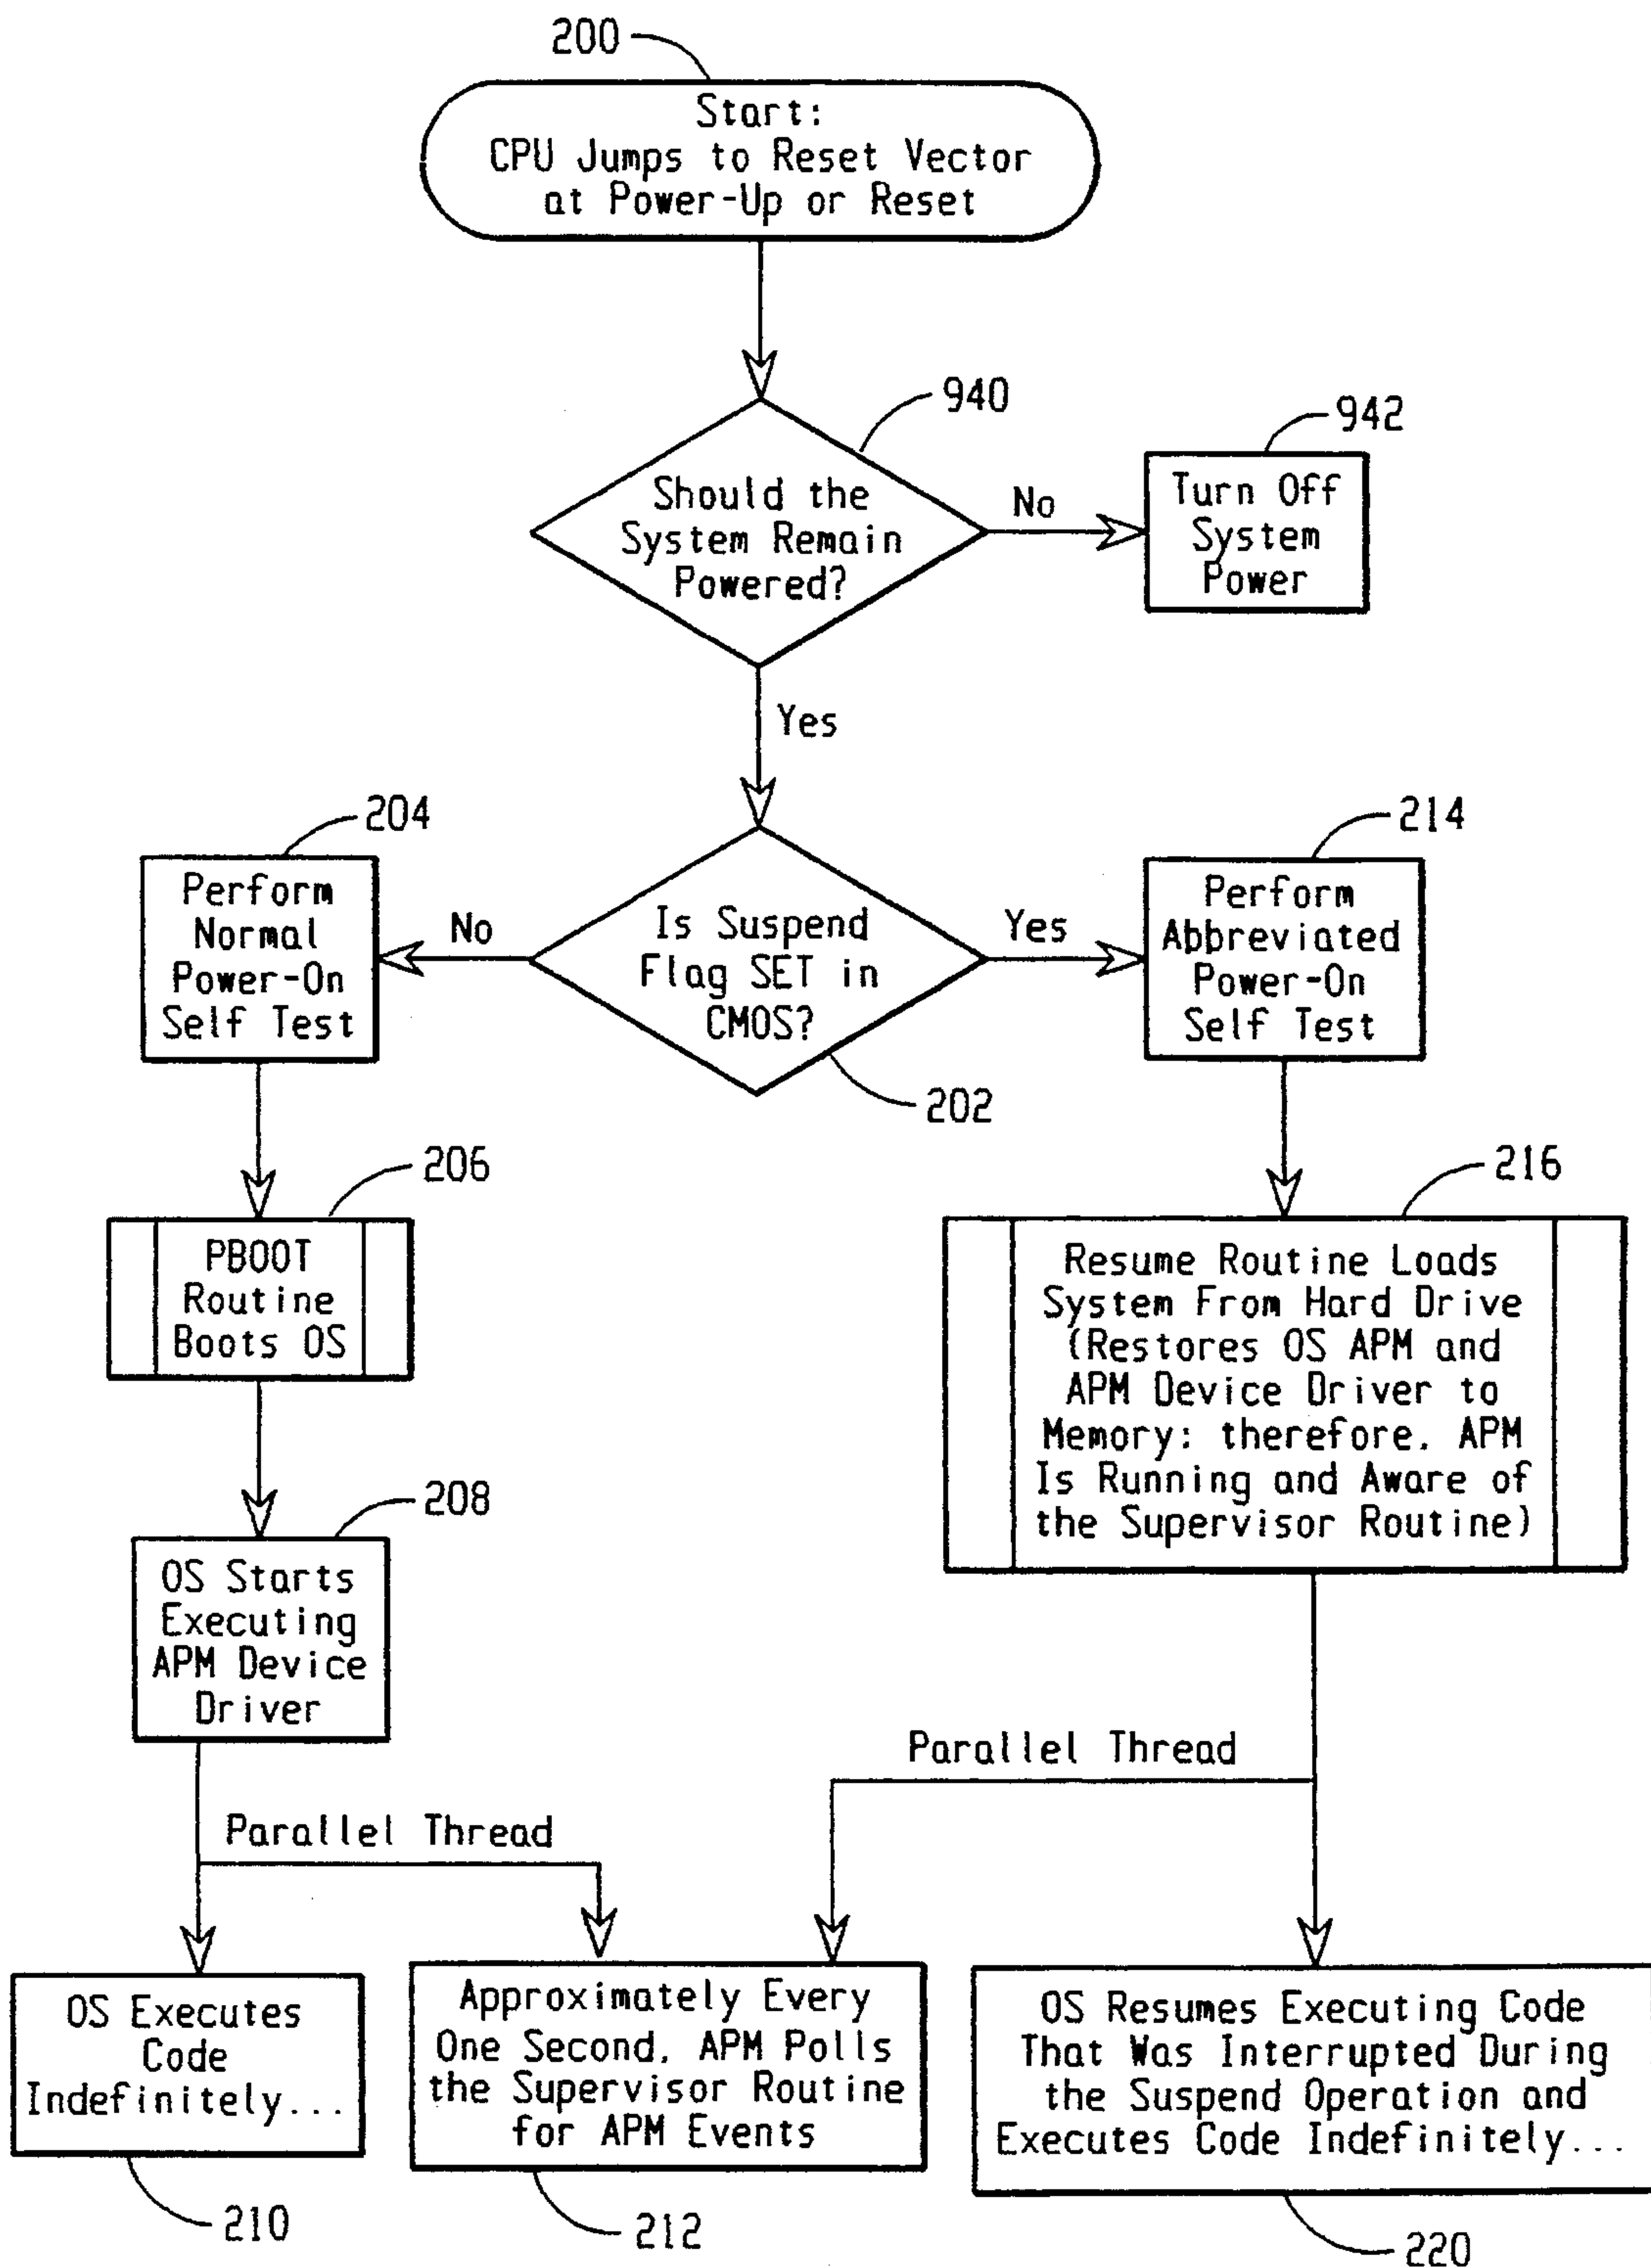 200
Start:
CPU Jumps to Reset Vector
at Power-Up or Reset
940
Should the
System Remain
Powered?
No
942
Turn Off
System
Power
Yes
204
Perform
Normal
Power-On
Self Test
No
Is Suspend
Flag SET in
CMOS?
202
Yes
214
Perform
Abbreviated
Power-On
Self Test
206
PBOOT
Routine
Boots OS
216
Resume Routine Loads
System From Hard Drive
(Restores OS APM and
APM Device Driver to
Memory; therefore, APM
Is Running and Aware of
the Supervisor Routine)
208
OS Starts
Executing
APM Device
Driver
Parallel Thread
Parallel Thread
OS Executes
Code
Indefinitely...
210
Approximately Every
One Second, APM Polls
the Supervisor Routine
for APM Events
212
OS Resumes Executing Code
That Was Interrupted During
the Suspend Operation and
Executes Code Indefinitely...
220